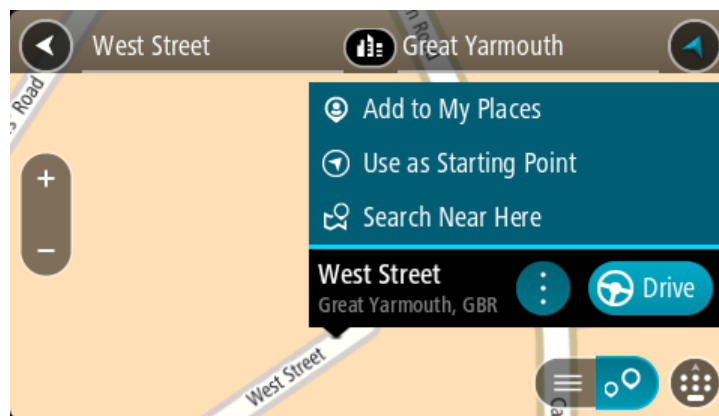 West Street
Great Yarmouth
Road
Add to My Places
Use as Starting Point
Search Near Here
West Street
Great Yarmouth, GBR
Drive
West Street